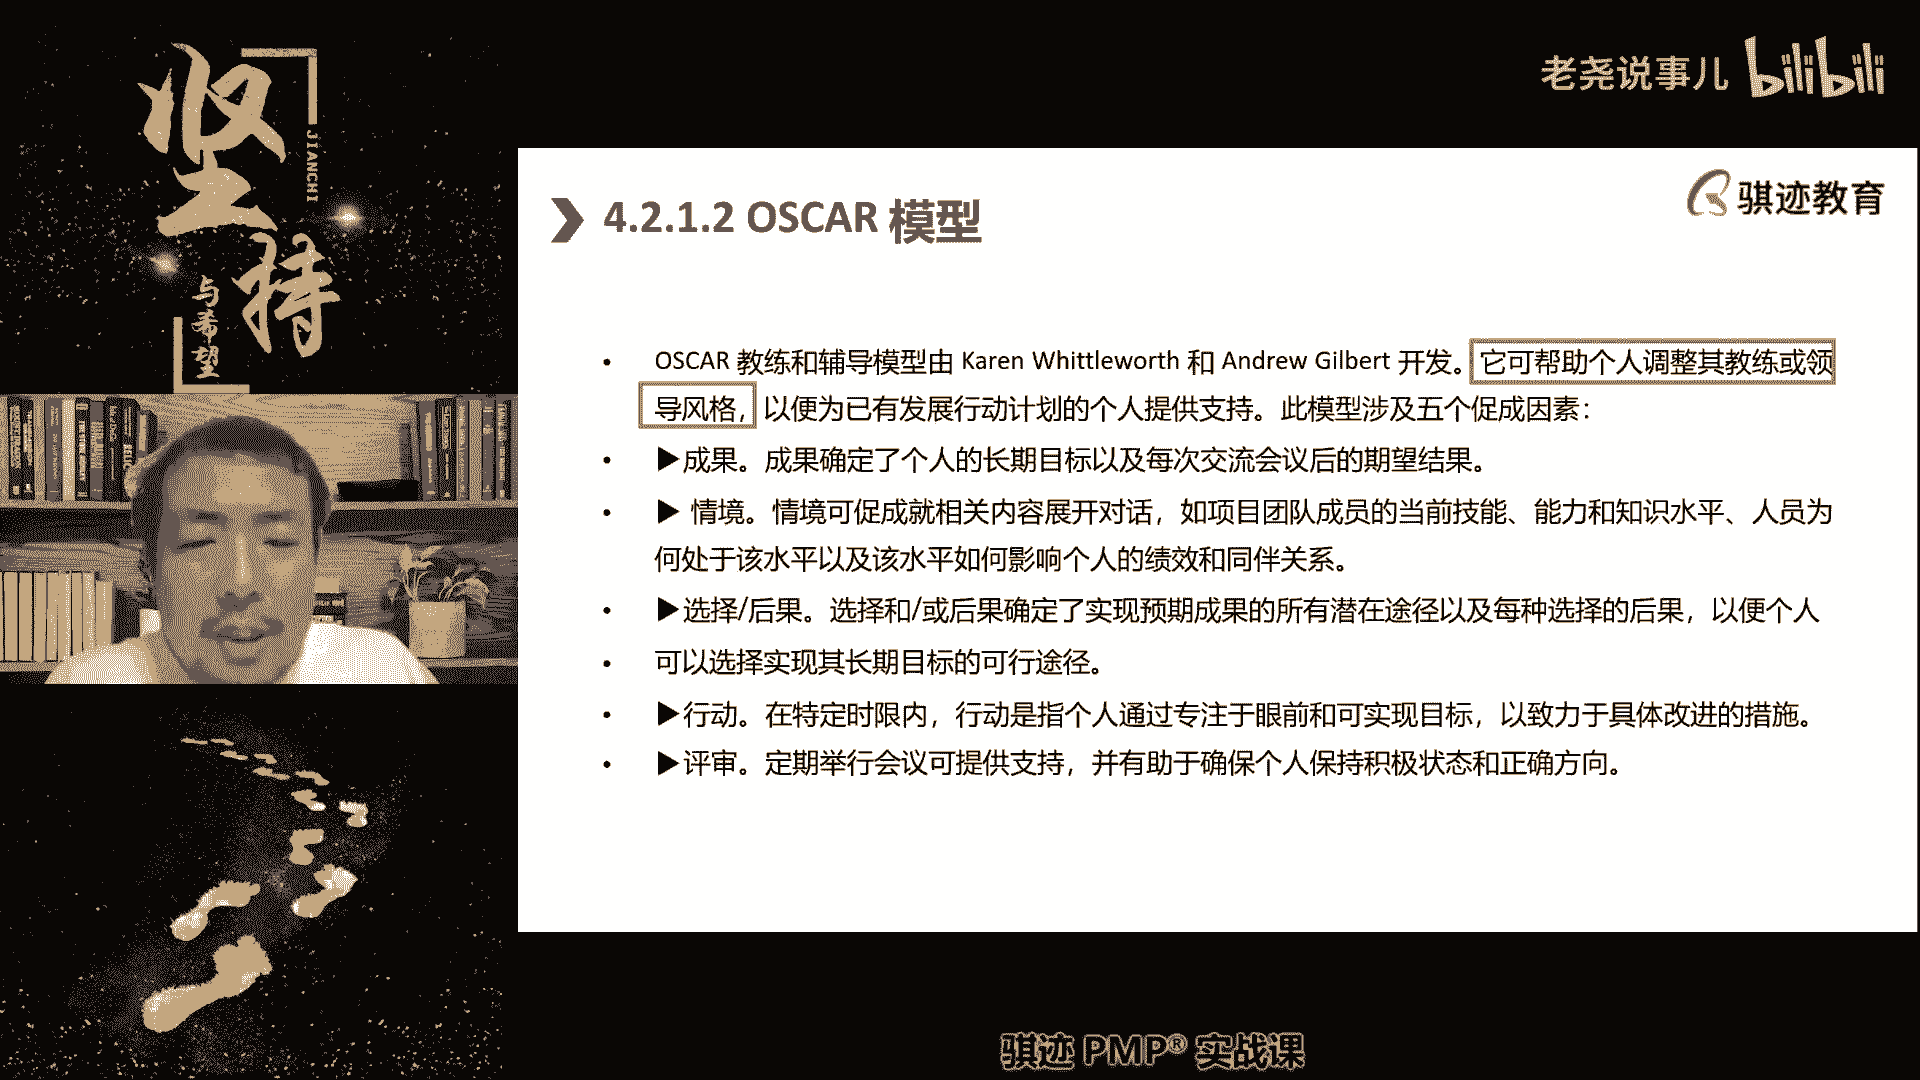 坚持
JIANCHI
与希望
老尧说事儿 bilibili
骐迹教育
4.2.1.2 OSCAR 模型
• OSCAR 教练和辅导模型由 Karen Whittleworth 和 Andrew Gilbert 开发。它可帮助个人调整其教练或领
导风格，以便为已有发展行动计划的个人提供支持。此模型涉及五个促成因素：
• ▶成果。成果确定了个人的长期目标以及每次交流会议后的期望结果。
• ▶ 情境。情境可促成就相关内容展开对话，如项目团队成员的当前技能、能力和知识水平、人员为
何处于该水平以及该水平如何影响个人的绩效和同伴关系。
• ▶选择/后果。选择和/或后果确定了实现预期成果的所有潜在途径以及每种选择的后果，以便个人
• 可以选择实现其长期目标的可行途径。
• ▶行动。在特定时限内，行动是指个人通过专注于眼前和可实现目标，以致力于具体改进的措施。
• ▶评审。定期举行会议可提供支持，并有助于确保个人保持积极状态和正确方向。
骐迹 PMP® 实战课